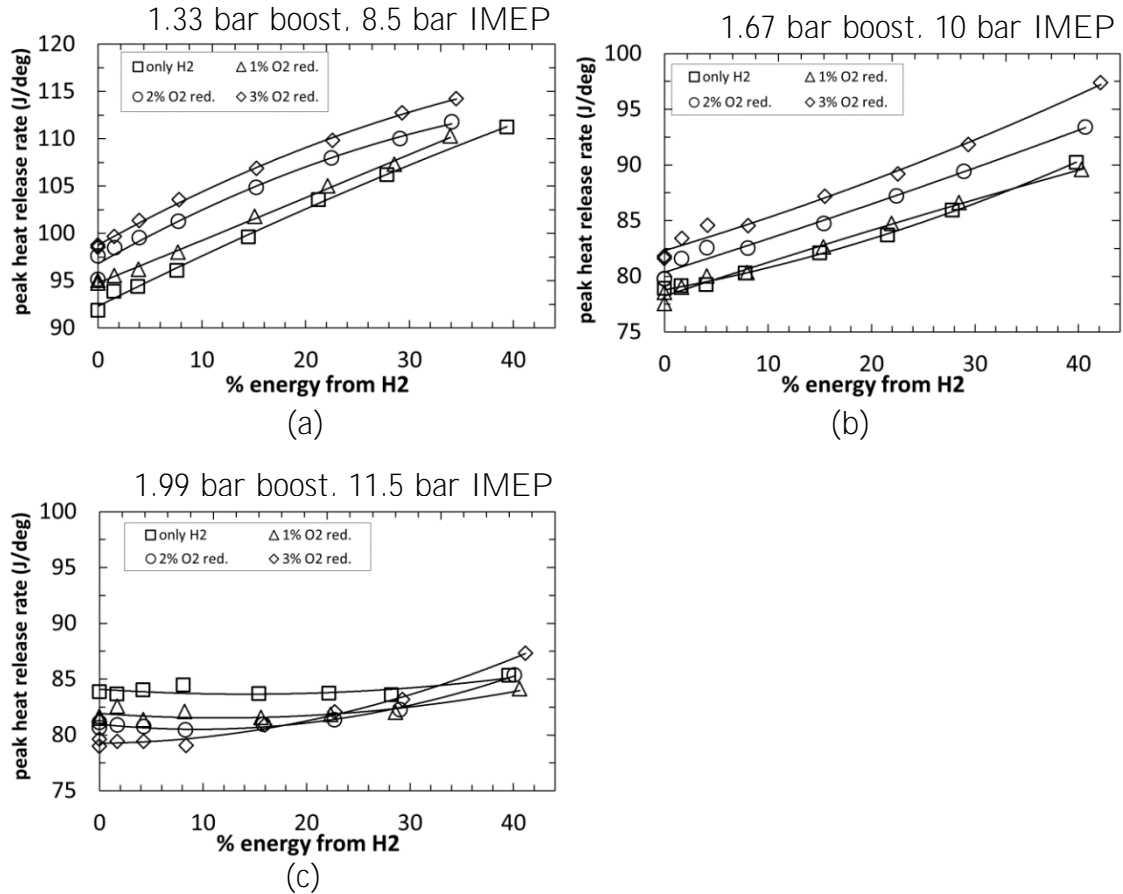 1.33 bar boost, 8.5 bar IMEP
120
115
110
105
100
95
90
peak heat release rate (J/deg)
only H2
1% O2 red.
2% O2 red.
3% O2 red.
0
10
20
30
40
% energy from H2
(a)
1.67 bar boost, 10 bar IMEP
100
95
90
85
80
75
peak heat release rate (J/deg)
only H2
1% O2 red.
2% O2 red.
3% O2 red.
0
10
20
30
40
% energy from H2
(b)
1.99 bar boost, 11.5 bar IMEP
100
95
90
85
80
75
peak heat release rate (J/deg)
only H2
1% O2 red.
2% O2 red.
3% O2 red.
0
10
20
30
40
% energy from H2
(c)